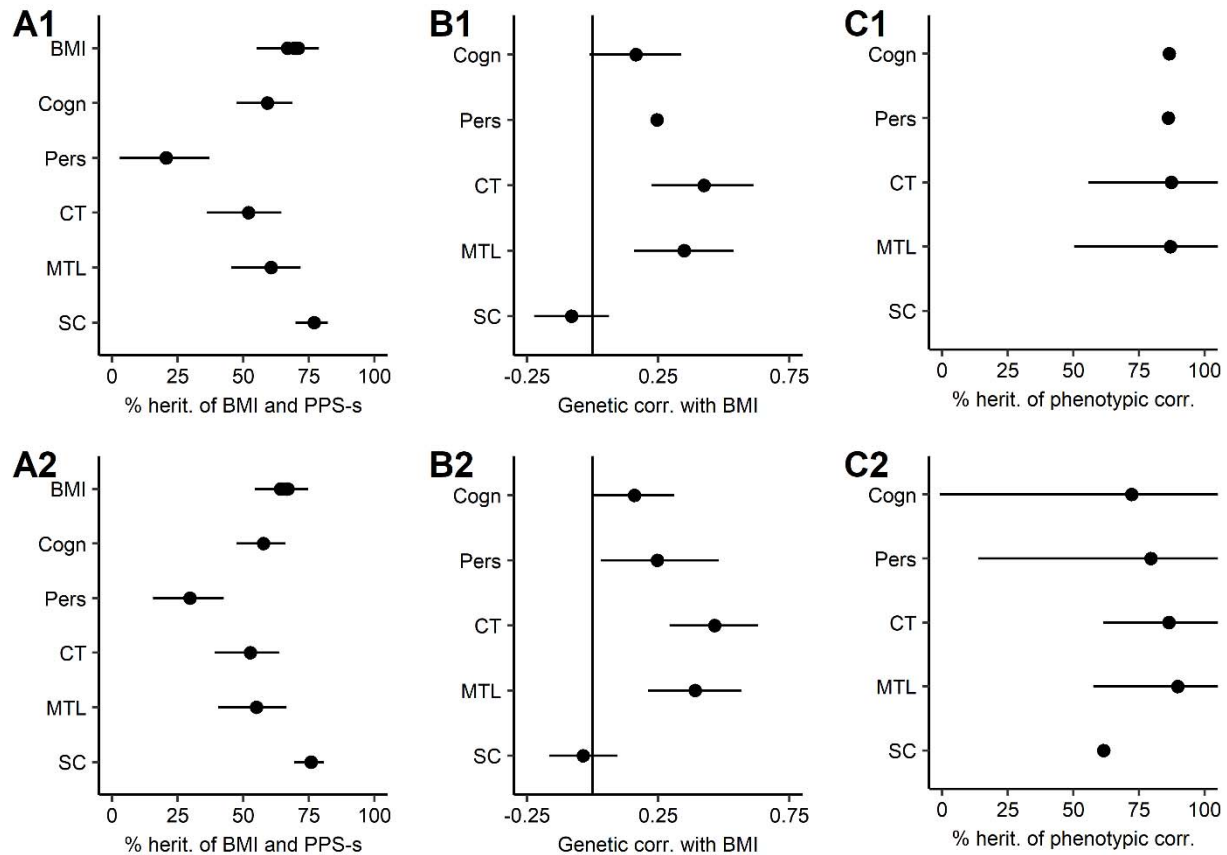 A1
BMI
Cogn
Pers
CT
MTL
SC
0 25 50 75 100
% herit. of BMI and PPS-s
B1
Cogn
Pers
CT
MTL
SC
-0.25 0.25 0.75
Genetic corr. with BMI
C1
Cogn
Pers
CT
MTL
SC
0 25 50 75 100
% herit. of phenotypic corr.
A2
BMI
Cogn
Pers
CT
MTL
SC
0 25 50 75 100
% herit. of BMI and PPS-s
B2
Cogn
Pers
CT
MTL
SC
-0.25 0.25 0.75
Genetic corr. with BMI
C2
Cogn
Pers
CT
MTL
SC
0 25 50 75 100
% herit. of phenotypic corr.